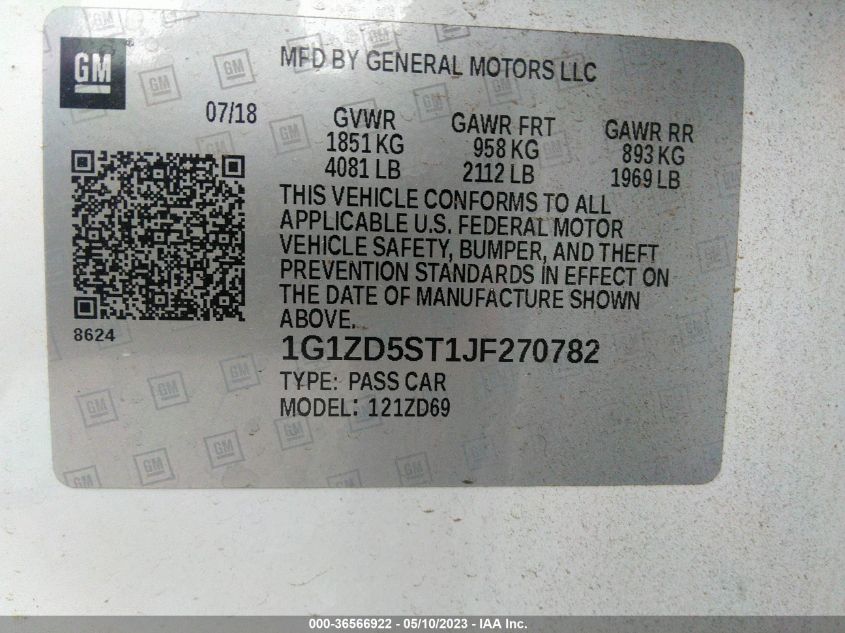 GM
MFD BY GENERAL MOTORS LLC
07/18
GVWR
1851 KG
4081 LB
GAWR FRT
958 KG
2112 LB
GAWR RR
893 KG
1969 LB
THIS VEHICLE CONFORMS TO ALL
APPLICABLE U.S. FEDERAL MOTOR
VEHICLE SAFETY, BUMPER, AND THEFT
PREVENTION STANDARDS IN EFFECT ON
THE DATE OF MANUFACTURE SHOWN
ABOVE.
8624
1G1ZD5ST1JF270782
TYPE: PASS CAR
MODEL: 121ZD69
000-36566922 - 05/10/2023 - IAA Inc.